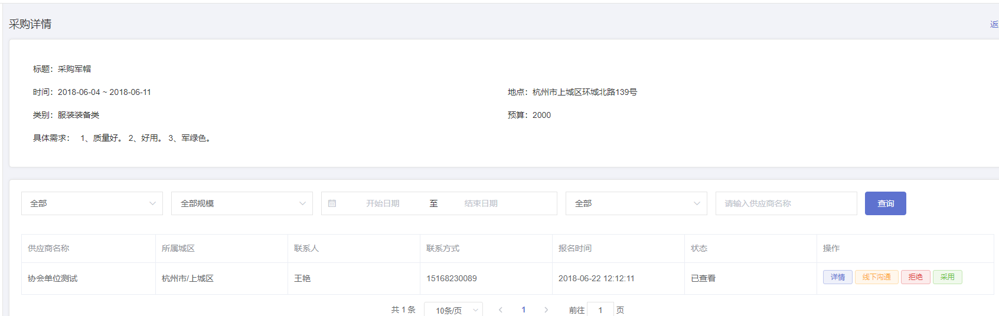 采购详情
返
标题：采购军帽
时间：2018-06-04 ~ 2018-06-11 地点：杭州市上城区环城北路139号
类别：服装装备类 预算：2000
具体需求： 1、质量好。 2、好用。 3、军绿色。
全部 全部规模 开始日期 至 结束日期 全部 请输入供应商名称 查询
供应商名称 所属城区 联系人 联系方式 报名时间 状态 操作
协会单位测试 杭州市/上城区 王艳 15168230089 2018-06-22 12:12:11 已查看 详情 线下沟通 拒绝 采用
共 1 条 10条/页 1 前往 1 页